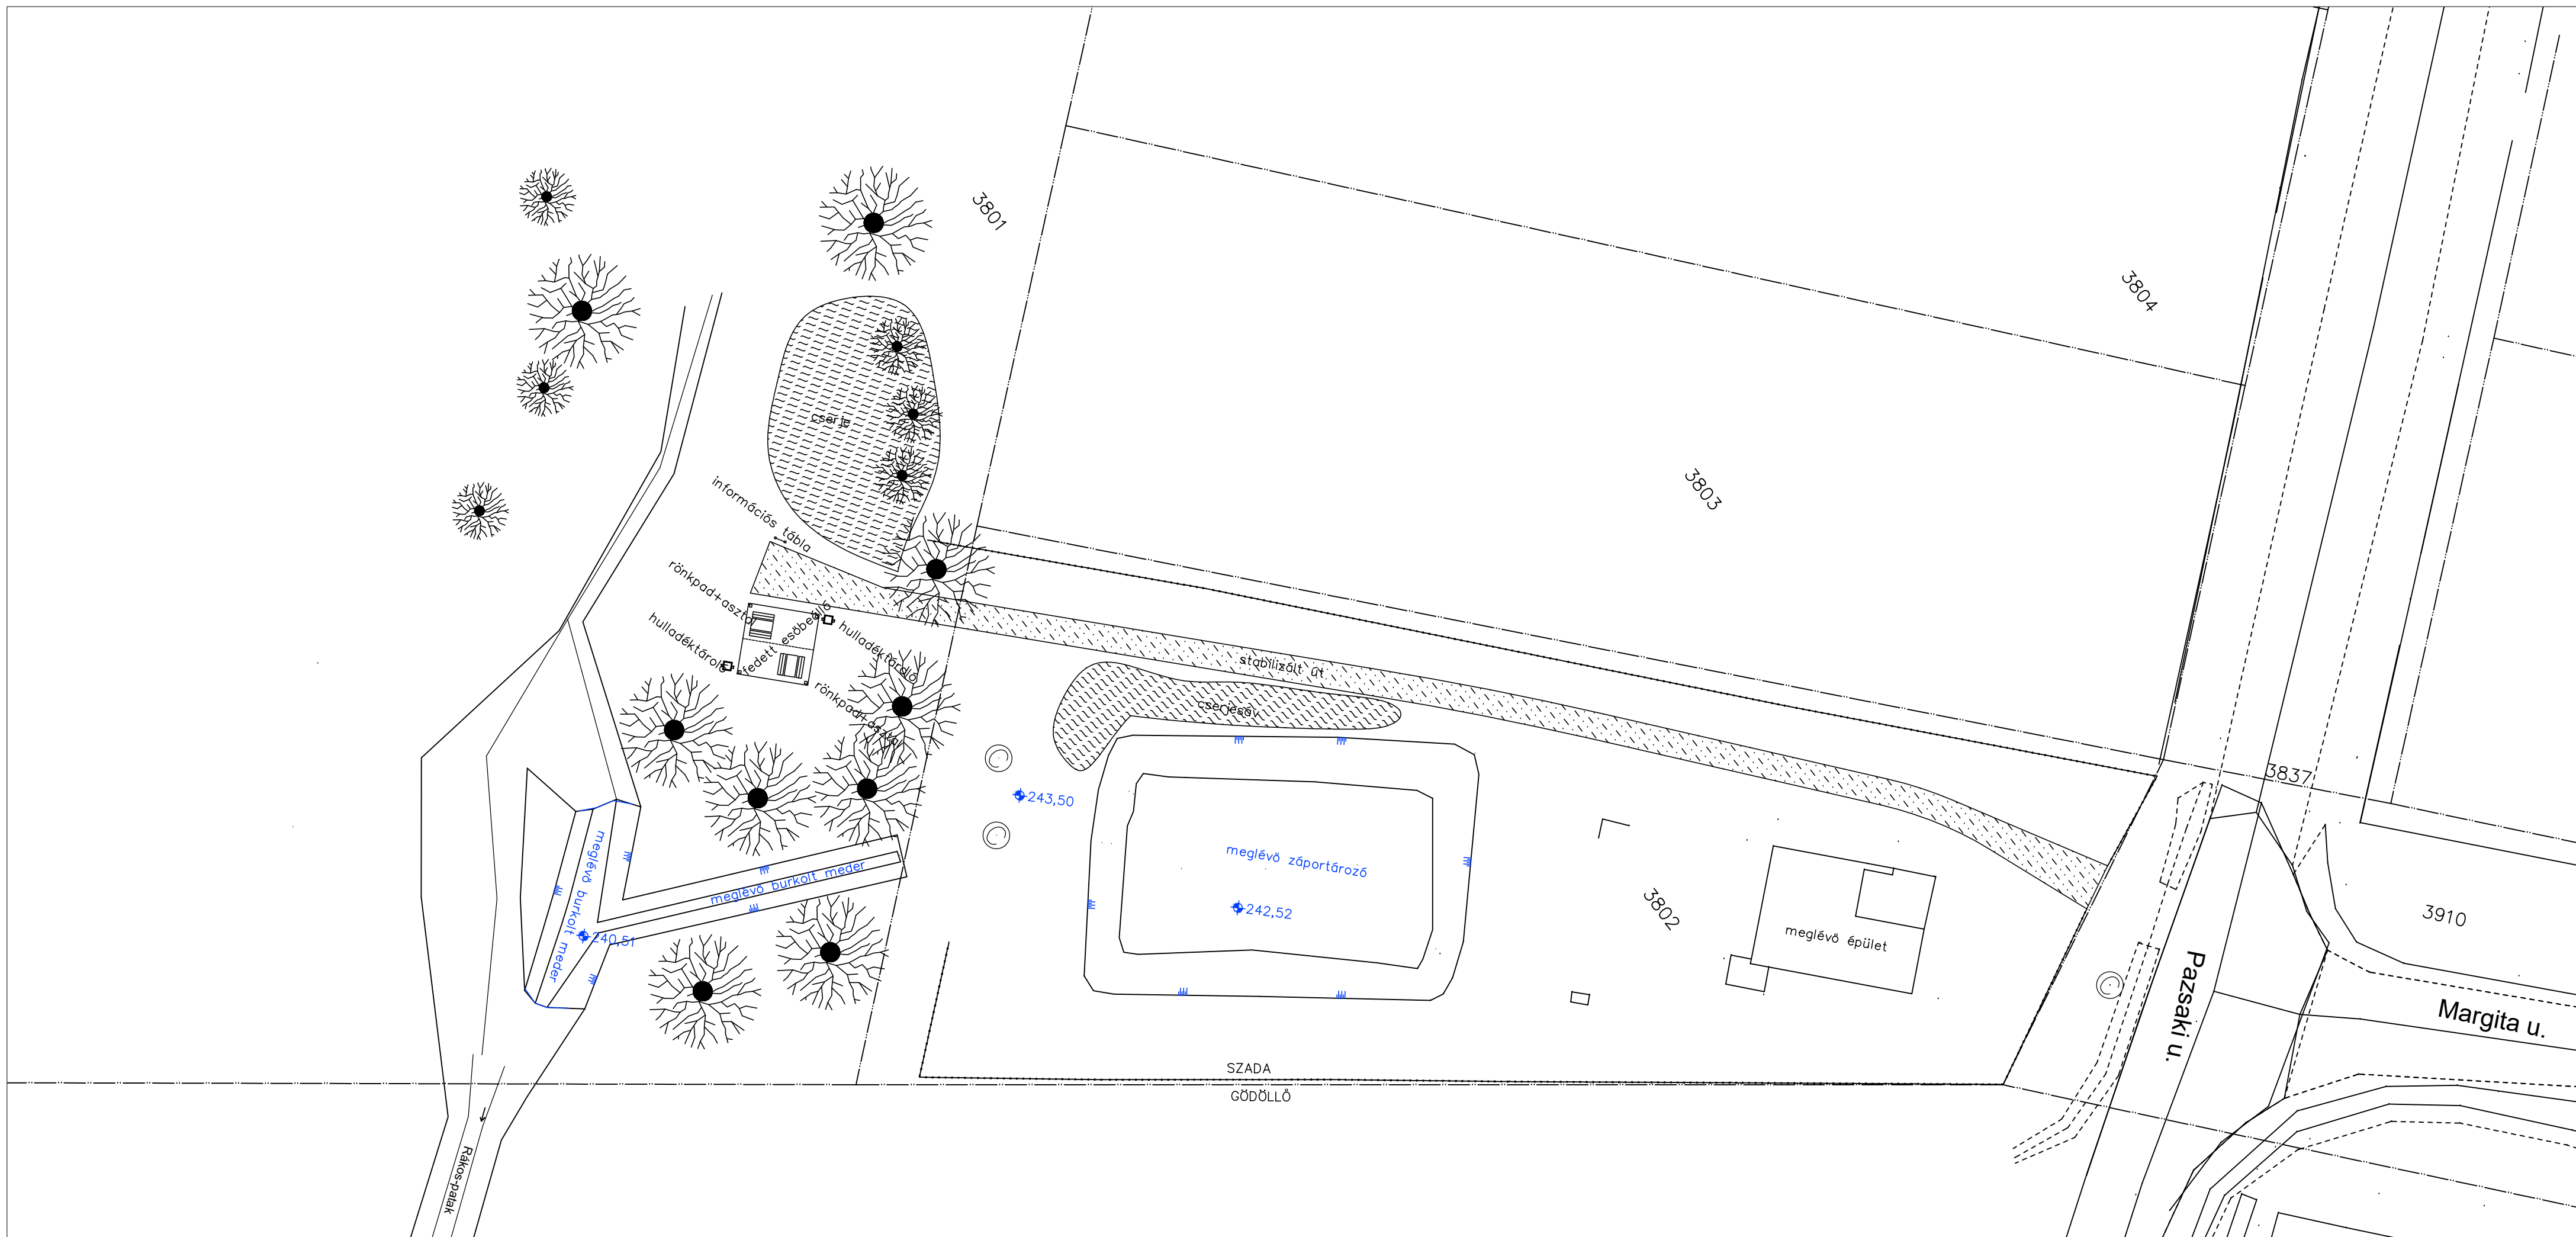 3801
3804
cserje
információs tábla
3803
rönkpad+asztal
fedett esőbeálló
hulladéktároló
hulladéktároló
rönkpad+asztal
stabilizált út
cserjesáv
3837
243,50
meglévő burkolt meder
meglévő burkolt meder
meglévő záportározó
242,52
240,51
3802
meglévő épület
3910
Pazsaki u.
Margita u.
SZADA
GÖDÖLLŐ
Rákos-patak